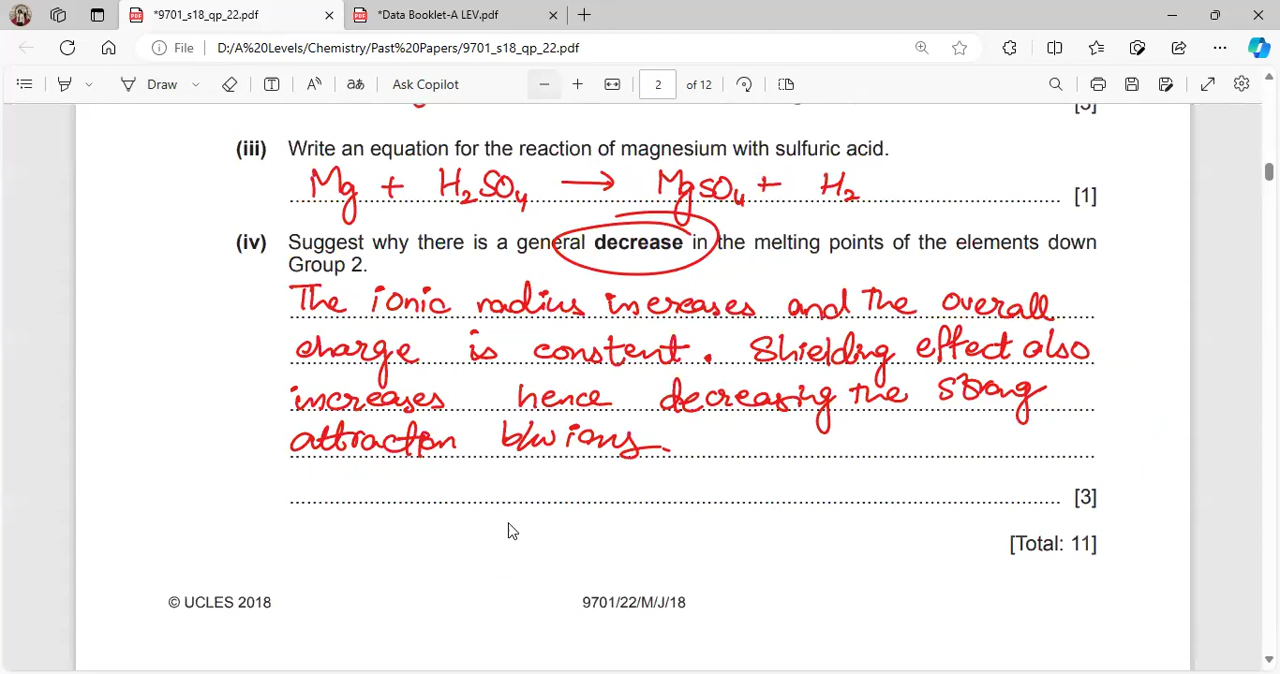 *9701_s18_qp_22.pdf
*Data Booklet-A LEV.pdf
File D:/A%20Levels/Chemistry/Past%20Papers/9701_s18_qp_22.pdf
Draw
aあ
Ask Copilot
2 of 12
[3]
(iii) Write an equation for the reaction of magnesium with sulfuric acid.
Mg + H₂SO₄ → MgSO₄ + H₂ [1]
(iv) Suggest why there is a general decrease in the melting points of the elements down
Group 2.
The ionic radius increases and the overall
charge is constent. Shielding effect also
increases hence decreasing the strong
attraction b/w ions.
[3]
[Total: 11]
© UCLES 2018 9701/22/M/J/18